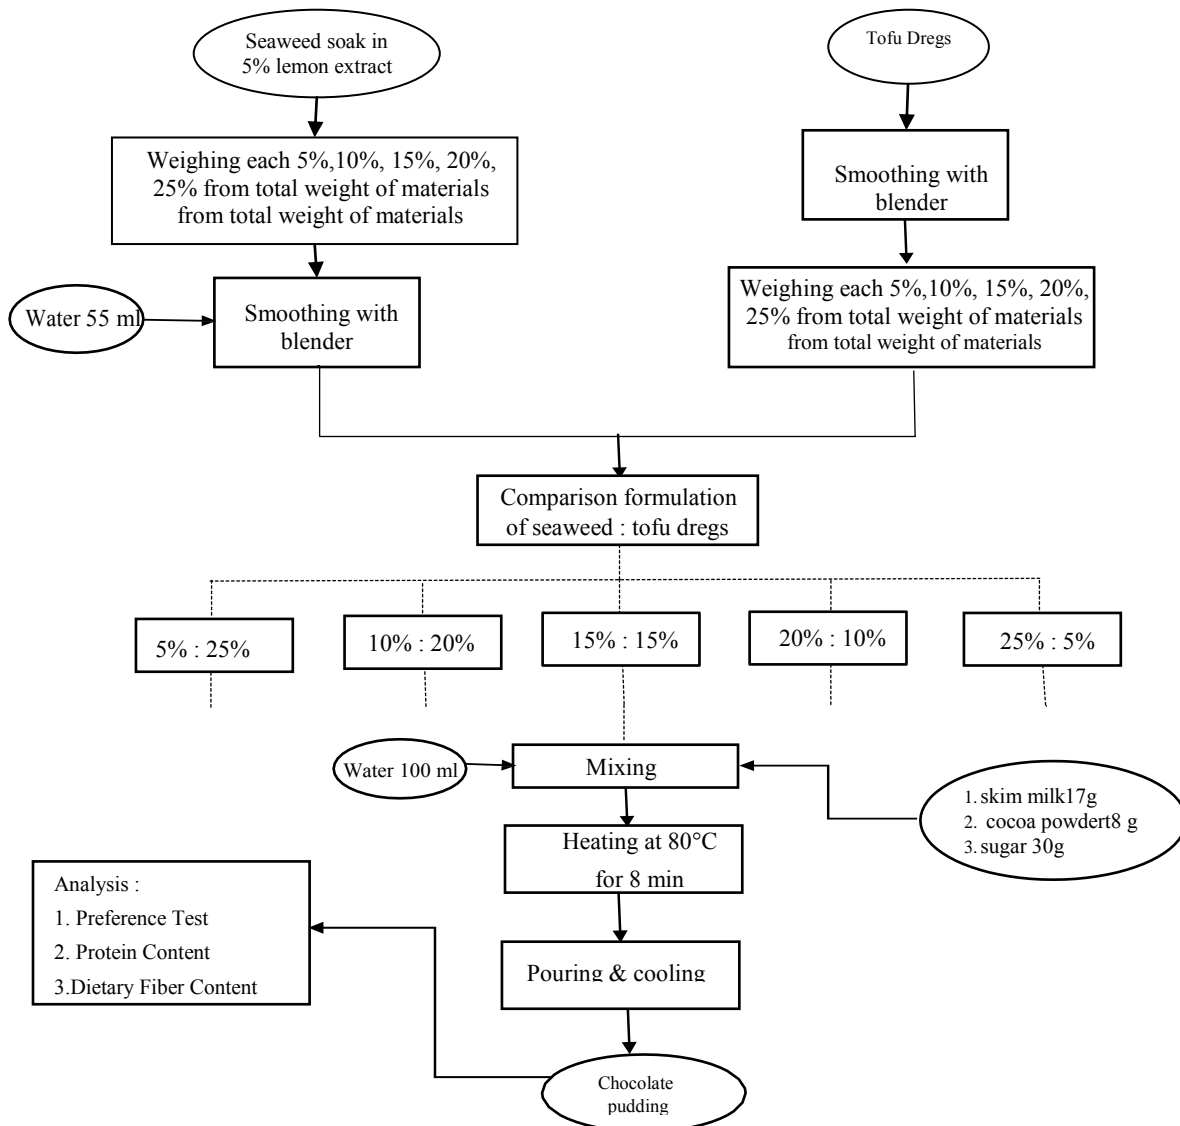 Seaweed soak in
5% lemon extract
Tofu Dregs
Weighing each 5%,10%, 15%, 20%,
25% from total weight of materials
from total weight of materials
Smoothing with
blender
Water 55 ml
Smoothing with
blender
Weighing each 5%,10%, 15%, 20%,
25% from total weight of materials
from total weight of materials
Comparison formulation
of seaweed : tofu dregs
5% : 25%
10% : 20%
15% : 15%
20% : 10%
25% : 5%
Water 100 ml
Mixing
1. skim milk17g
2. cocoa powdert8 g
3. sugar 30g
Heating at 80°C
for 8 min
Analysis :
1. Preference Test
2. Protein Content
3.Dietary Fiber Content
Pouring & cooling
Chocolate
pudding